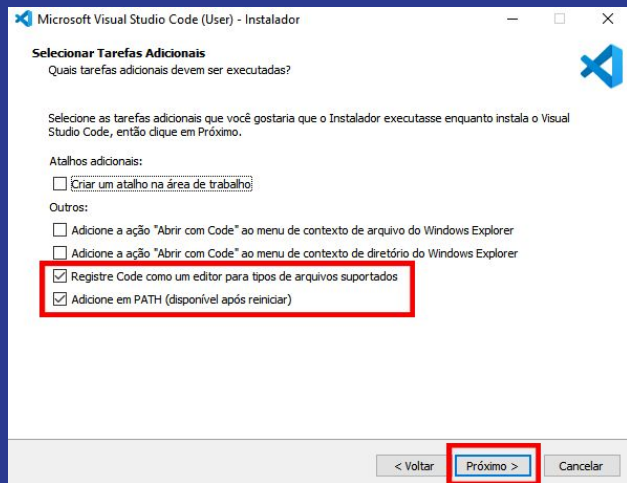 Microsoft Visual Studio Code (User) - Instalador
Selecionar Tarefas Adicionais
Quais tarefas adicionais devem ser executadas?
Selecione as tarefas adicionais que você gostaria que o Instalador executasse enquanto instala o Visual
Studio Code, então clique em Próximo.
Atalhos adicionais:
Criar um atalho na área de trabalho
Outros:
Adicione a ação "Abrir com Code" ao menu de contexto de arquivo do Windows Explorer
Adicione a ação "Abrir com Code" ao menu de contexto de diretório do Windows Explorer
Registre Code como um editor para tipos de arquivos suportados
Adicione em PATH (disponível após reiniciar)
< Voltar Próximo > Cancelar